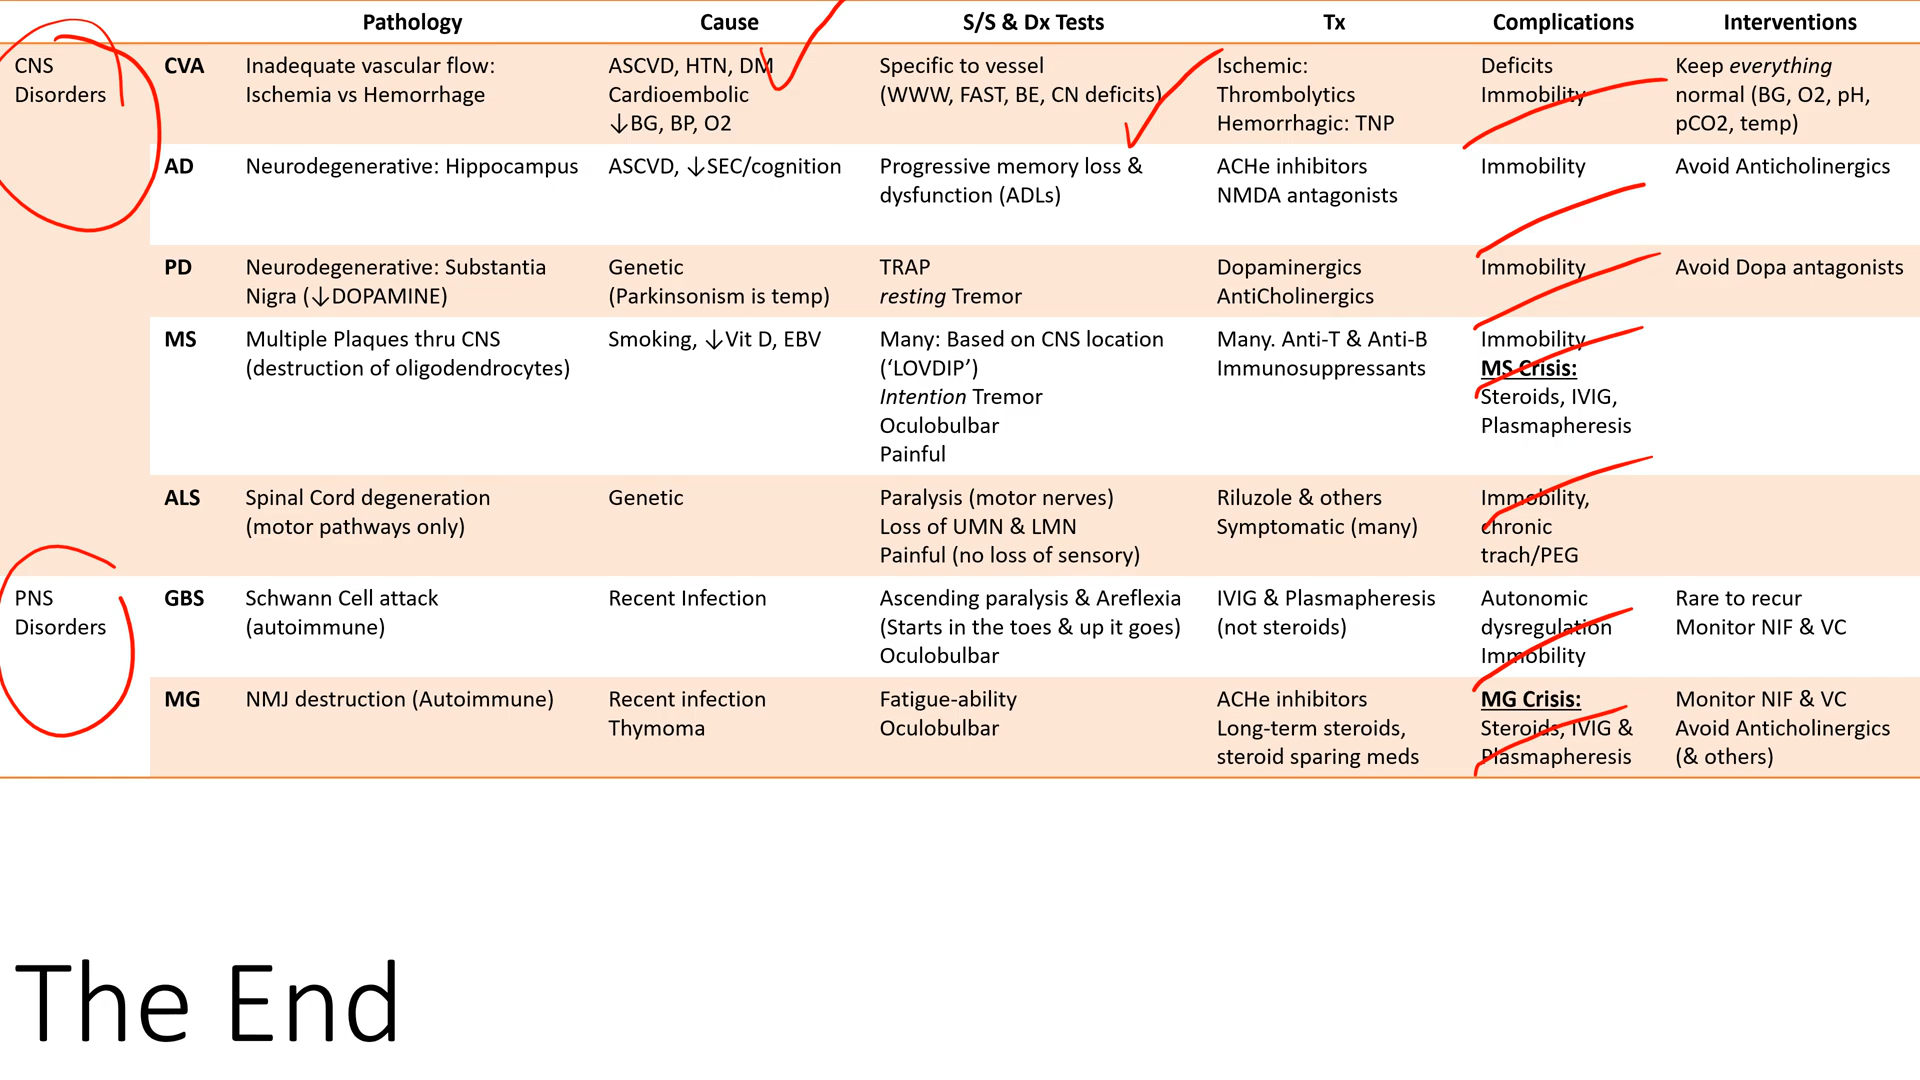 Pathology Cause S/S & Dx Tests Tx Complications Interventions
CNS Disorders
CVA
Inadequate vascular flow:
Ischemia vs Hemorrhage
ASCVD, HTN, DM
Cardioembolic
↓BG, BP, O2
Specific to vessel
(WWW, FAST, BE, CN deficits)
Ischemic:
Thrombolytics
Hemorrhagic: TNP
Deficits
Immobility
Keep everything
normal (BG, O2, pH,
pCO2, temp)
AD
Neurodegenerative: Hippocampus
ASCVD, ↓SEC/cognition
Progressive memory loss &
dysfunction (ADLs)
ACHe inhibitors
NMDA antagonists
Immobility
Avoid Anticholinergics
PD
Neurodegenerative: Substantia
Nigra (↓DOPAMINE)
Genetic
(Parkinsonism is temp)
TRAP
resting Tremor
Dopaminergics
AntiCholinergics
Immobility
Avoid Dopa antagonists
MS
Multiple Plaques thru CNS
(destruction of oligodendrocytes)
Smoking, ↓Vit D, EBV
Many: Based on CNS location
(‘LOVDIP’)
Intention Tremor
Oculobulbar
Painful
Many. Anti-T & Anti-B
Immunosuppressants
Immobility
MS Crisis:
Steroids, IVIG,
Plasmapheresis
ALS
Spinal Cord degeneration
(motor pathways only)
Genetic
Paralysis (motor nerves)
Loss of UMN & LMN
Painful (no loss of sensory)
Riluzole & others
Symptomatic (many)
Immobility,
chronic
trach/PEG
PNS
Disorders
GBS
Schwann Cell attack
(autoimmune)
Recent Infection
Ascending paralysis & Areflexia
(Starts in the toes & up it goes)
Oculobulbar
IVIG & Plasmapheresis
(not steroids)
Autonomic
dysregulation
Immobility
Rare to recur
Monitor NIF & VC
MG
NMJ destruction (Autoimmune)
Recent infection
Thymoma
Fatigue-ability
Oculobulbar
ACHe inhibitors
Long-term steroids,
steroid sparing meds
MG Crisis:
Steroids, IVIG &
Plasmapheresis
Monitor NIF & VC
Avoid Anticholinergics
(& others)
The End